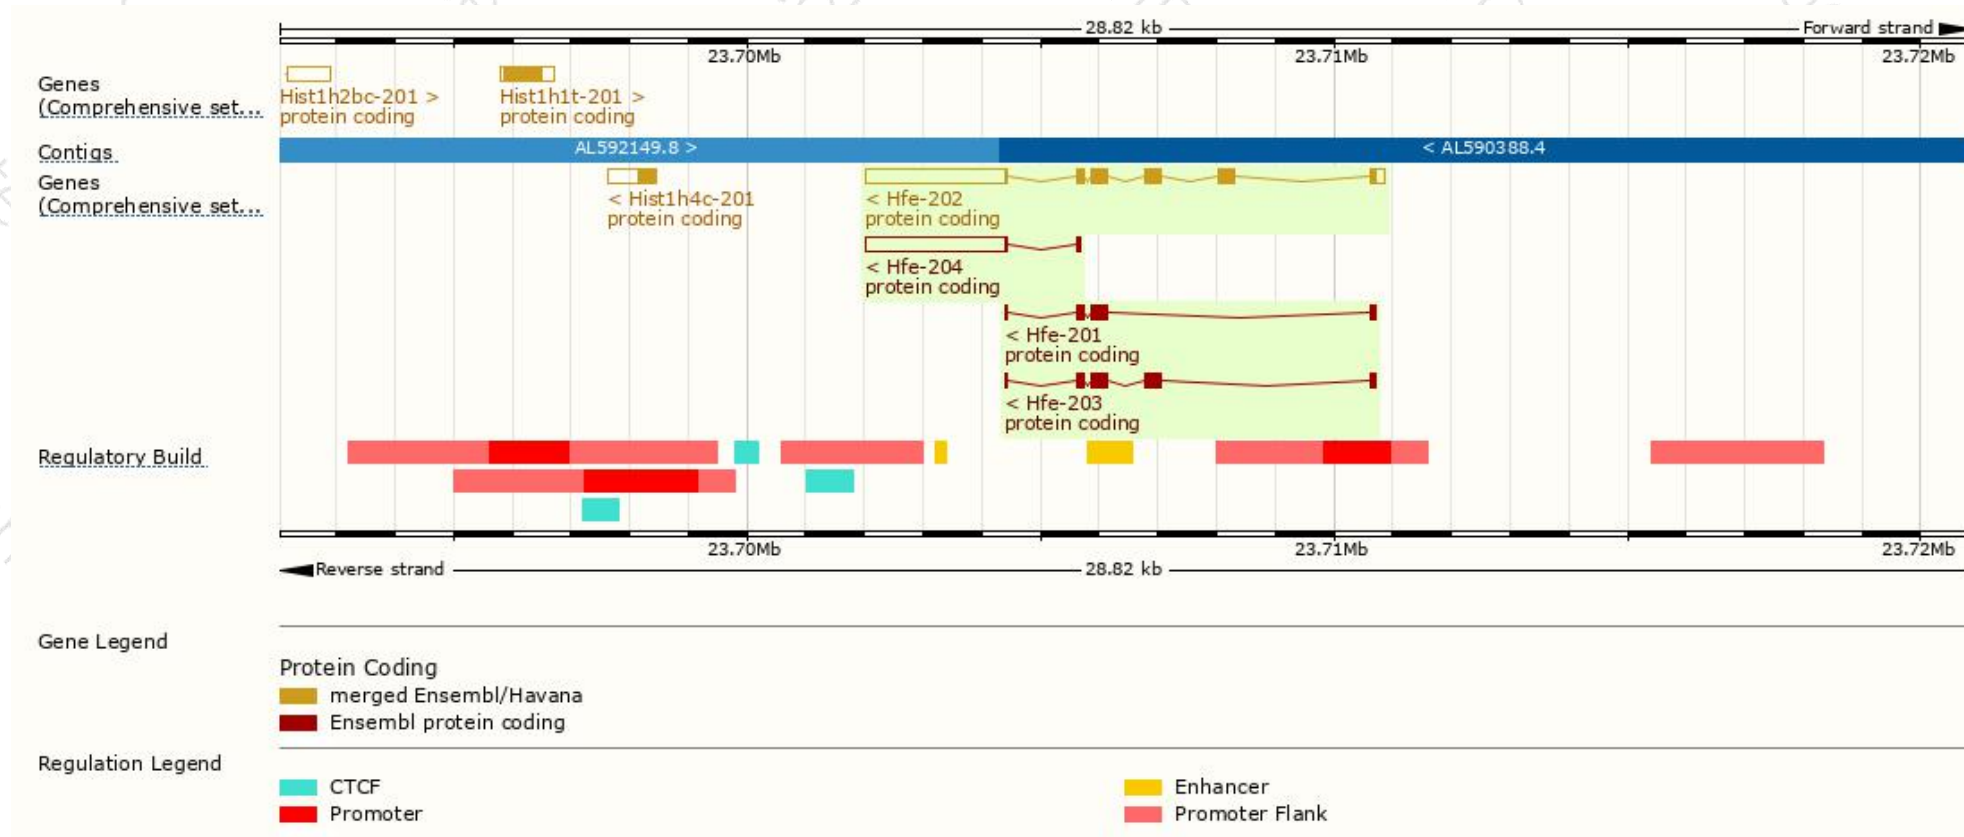 28.82 kb
Forward strand
23.70Mb 23.71Mb 23.72Mb
Genes
(Comprehensive set...
Hist1h2bc-201 >
protein coding
Hist1h1t-201 >
protein coding
Contigs
AL592149.8 >
< AL590388.4
Genes
(Comprehensive set...
< Hist1h4c-201
protein coding
< Hfe-202
protein coding
< Hfe-204
protein coding
< Hfe-201
protein coding
< Hfe-203
protein coding
Regulatory Build
23.70Mb 23.71Mb 23.72Mb
Reverse strand
28.82 kb
Gene Legend
Protein Coding
merged Ensembl/Havana
Ensembl protein coding
Regulation Legend
CTCF
Enhancer
Promoter
Promoter Flank